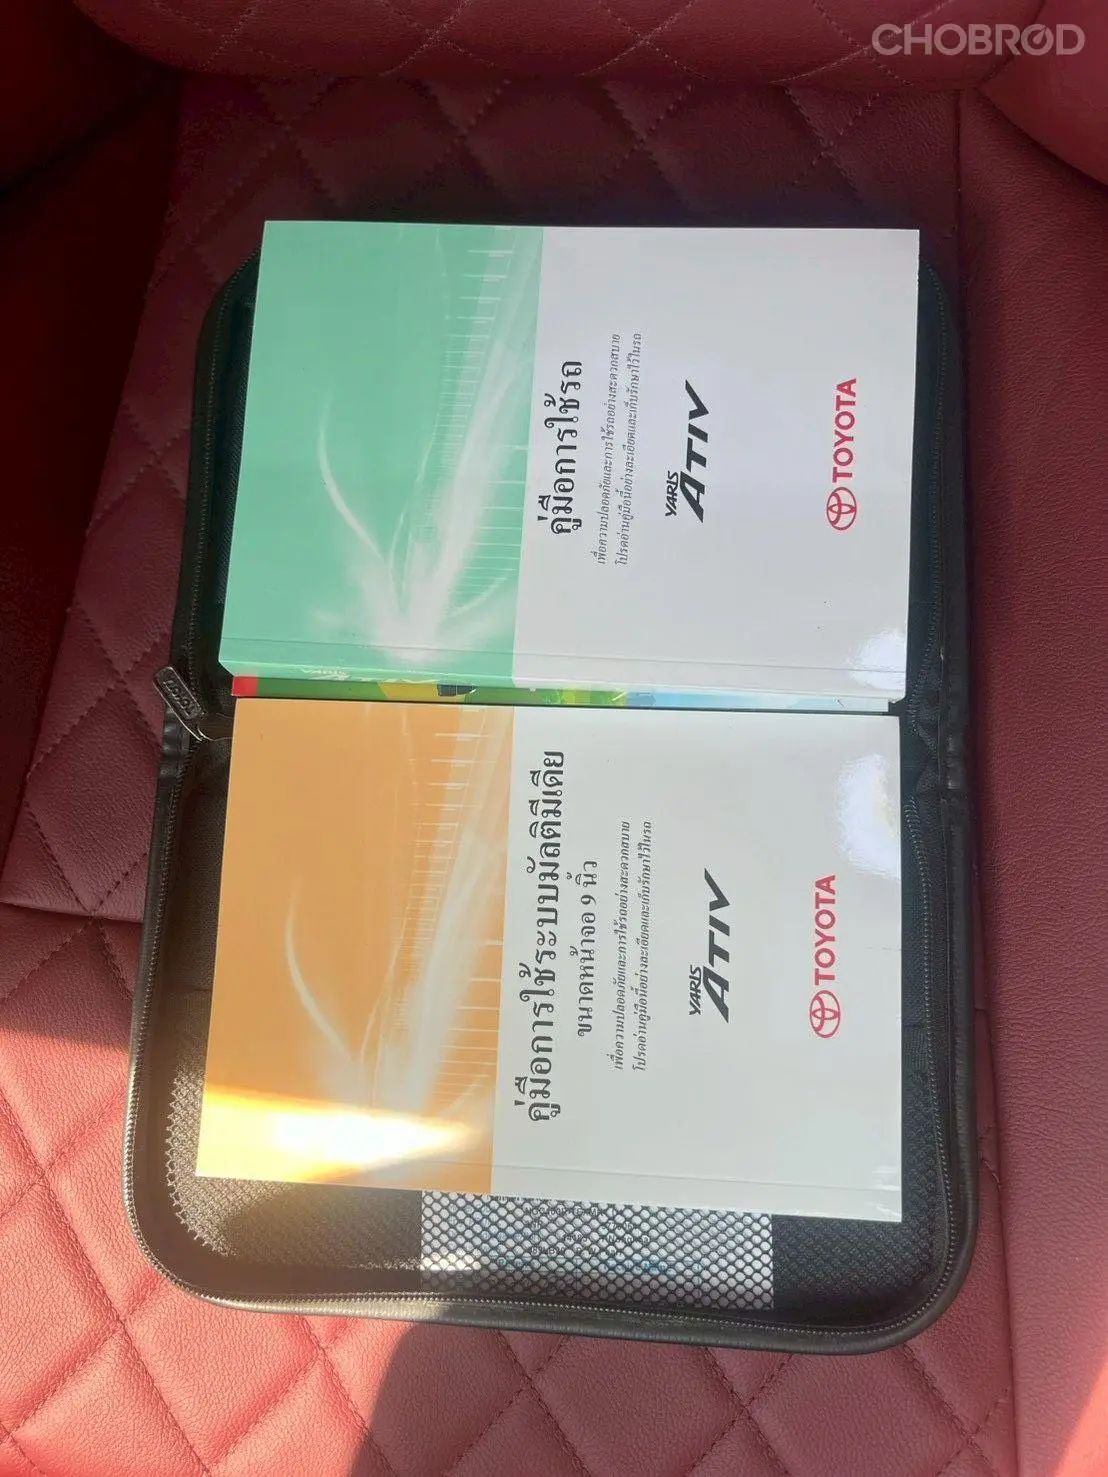 CHOBROD
คู่มือการใช้รถ
เพื่อความปลอดภัยและการใช้รถอย่างสะดวกสบาย
โปรดอ่านคู่มือนี้อย่างละเอียดและเก็บรักษาไว้ในรถ
YARIS
ATIV
TOYOTA
TOYOTA
คู่มือการใช้ระบบมัลติมีเดีย
ขนาดหน้าจอ 9 นิ้ว
เพื่อความปลอดภัยและการใช้รถอย่างสะดวกสบาย
โปรดอ่านคู่มือนี้อย่างละเอียดและเก็บรักษาไว้ในรถ
YARIS
ATIV
TOYOTA